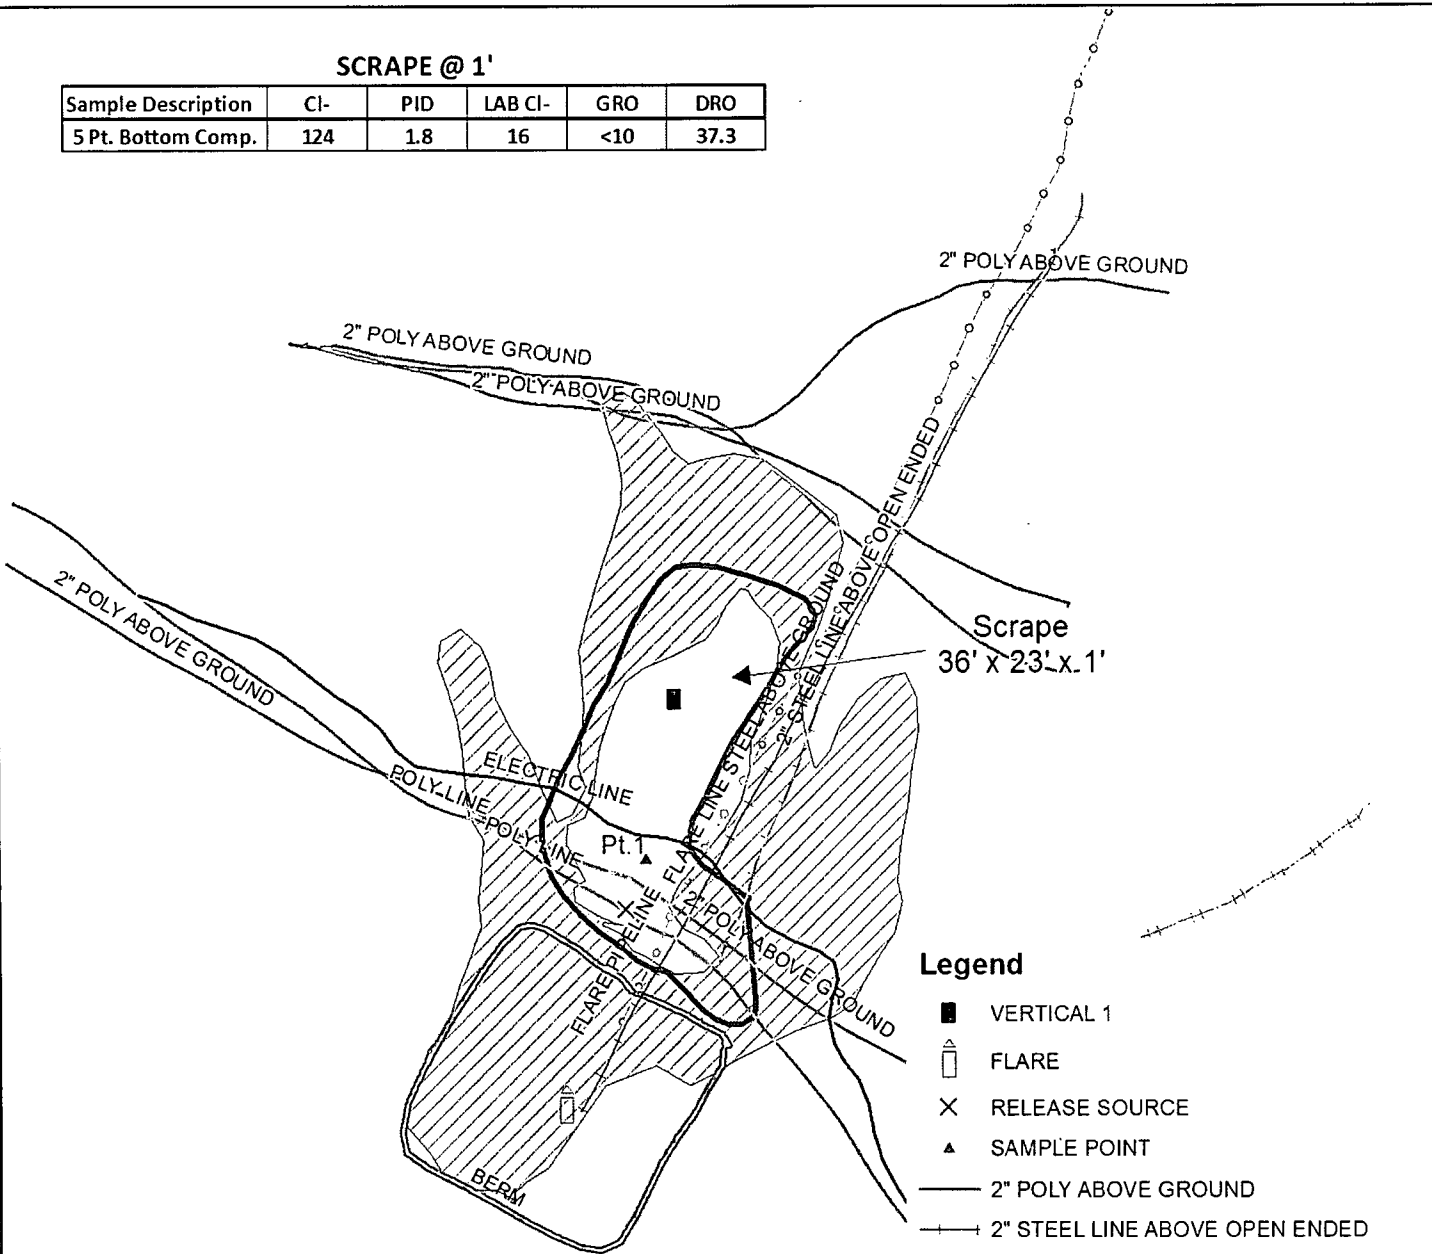 SCRAPE @ 1'
Sample Description Cl- PID LAB Cl- GRO DRO
5 Pt. Bottom Comp. 124 1.8 16 <10 37.3
2" POLY ABOVE GROUND
2" POLY ABOVE GROUND
2" POLY ABOVE GROUND
2" STEEL LINE ABOVE OPEN ENDED
FLARE LINE STEEL ABOVE GROUND
Scrape
36' x 23' x 1'
2" POLY ABOVE GROUND
ELECTRIC LINE
POLY LINE
POLY LINE
Pt.1
FLARE PIPELINE
2" POLY ABOVE GROUND
BERM
Legend
VERTICAL 1
FLARE
RELEASE SOURCE
SAMPLE POINT
2" POLY ABOVE GROUND
2" STEEL LINE ABOVE OPEN ENDED